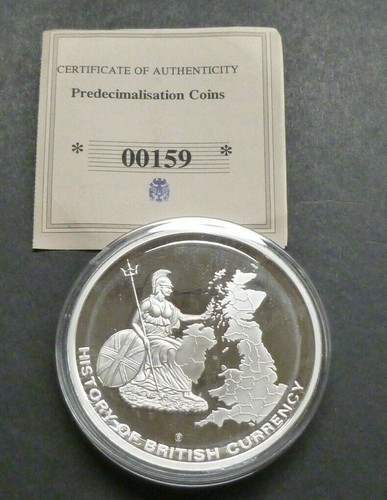 CERTIFICATE OF AUTHENTICITY
Predecimalisation Coins
* 00159 *
HISTORY OF BRITISH CURRENCY